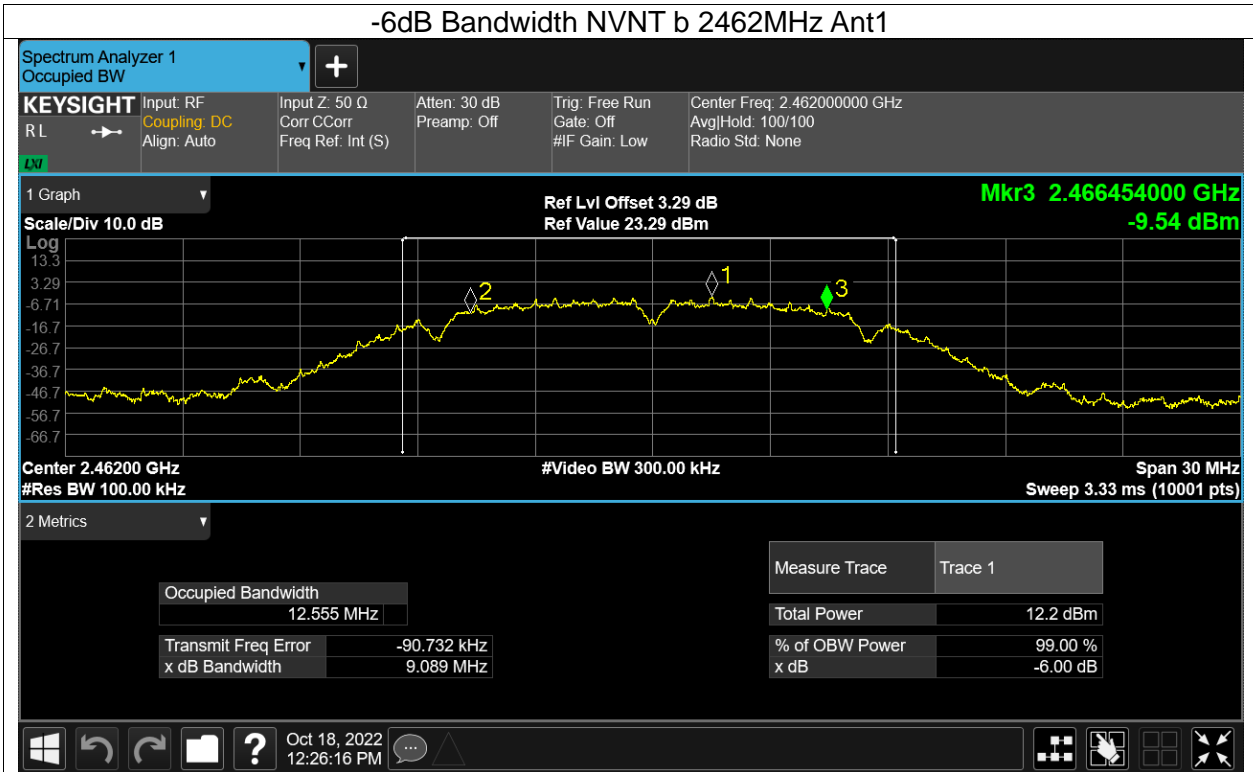 -6dB Bandwidth NVNT b 2462MHz Ant1
Spectrum Analyzer 1
Occupied BW
KEYSIGHT Input: RF Input Z: 50 Ω Atten: 30 dB Trig: Free Run Center Freq: 2.462000000 GHz
R L Coupling: DC Corr CCorr Preamp: Off Gate: Off Avg|Hold: 100/100
Align: Auto Freq Ref: Int (S) #IF Gain: Low Radio Std: None
LXI
1 Graph Ref Lvl Offset 3.29 dB Mkr3 2.466454000 GHz
Scale/Div 10.0 dB Ref Value 23.29 dBm -9.54 dBm
Log
13.3
3.29
-6.71
-16.7
-26.7
-36.7
-46.7
-56.7
-66.7
2
1
3
Center 2.46200 GHz #Video BW 300.00 kHz Span 30 MHz
#Res BW 100.00 kHz Sweep 3.33 ms (10001 pts)
2 Metrics
Measure Trace Trace 1
Occupied Bandwidth
12.555 MHz Total Power 12.2 dBm
Transmit Freq Error -90.732 kHz % of OBW Power 99.00 %
x dB Bandwidth 9.089 MHz x dB -6.00 dB
? Oct 18, 2022
12:26:16 PM